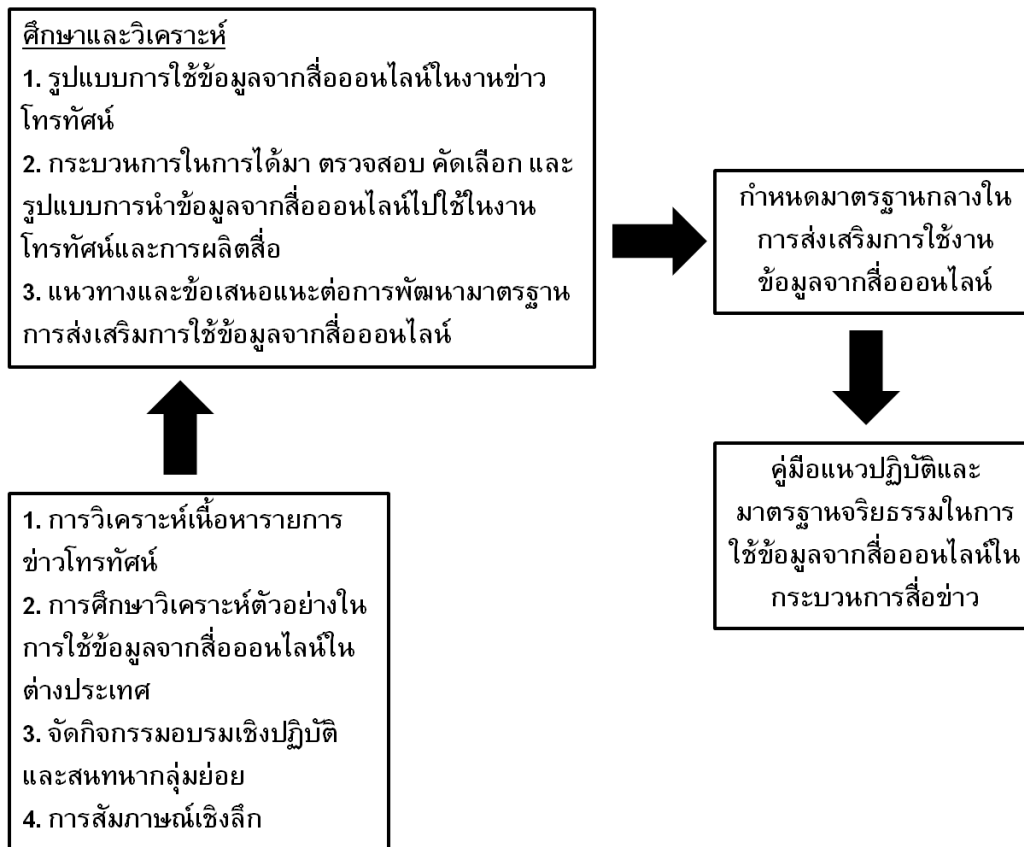 ศึกษาและวิเคราะห์
1. รูปแบบการใช้ข้อมูลจากสื่อออนไลน์ในงานข่าว
โทรทัศน์
2. กระบวนการในการได้มา ตรวจสอบ คัดเลือก และ
รูปแบบการนำข้อมูลจากสื่อออนไลน์ไปใช้ในงาน
โทรทัศน์และการผลิตสื่อ
3. แนวทางและข้อเสนอแนะต่อการพัฒนามาตรฐาน
การส่งเสริมการใช้ข้อมูลจากสื่อออนไลน์
กำหนดมาตรฐานกลางใน
การส่งเสริมการใช้งาน
ข้อมูลจากสื่อออนไลน์
คู่มือแนวปฏิบัติและ
มาตรฐานจริยธรรมในการ
ใช้ข้อมูลจากสื่อออนไลน์ใน
กระบวนการสื่อข่าว
1. การวิเคราะห์เนื้อหารายการ
ข่าวโทรทัศน์
2. การศึกษาวิเคราะห์ตัวอย่างใน
การใช้ข้อมูลจากสื่อออนไลน์ใน
ต่างประเทศ
3. จัดกิจกรรมอบรมเชิงปฏิบัติ
และสนทนากลุ่มย่อย
4. การสัมภาษณ์เชิงลึก